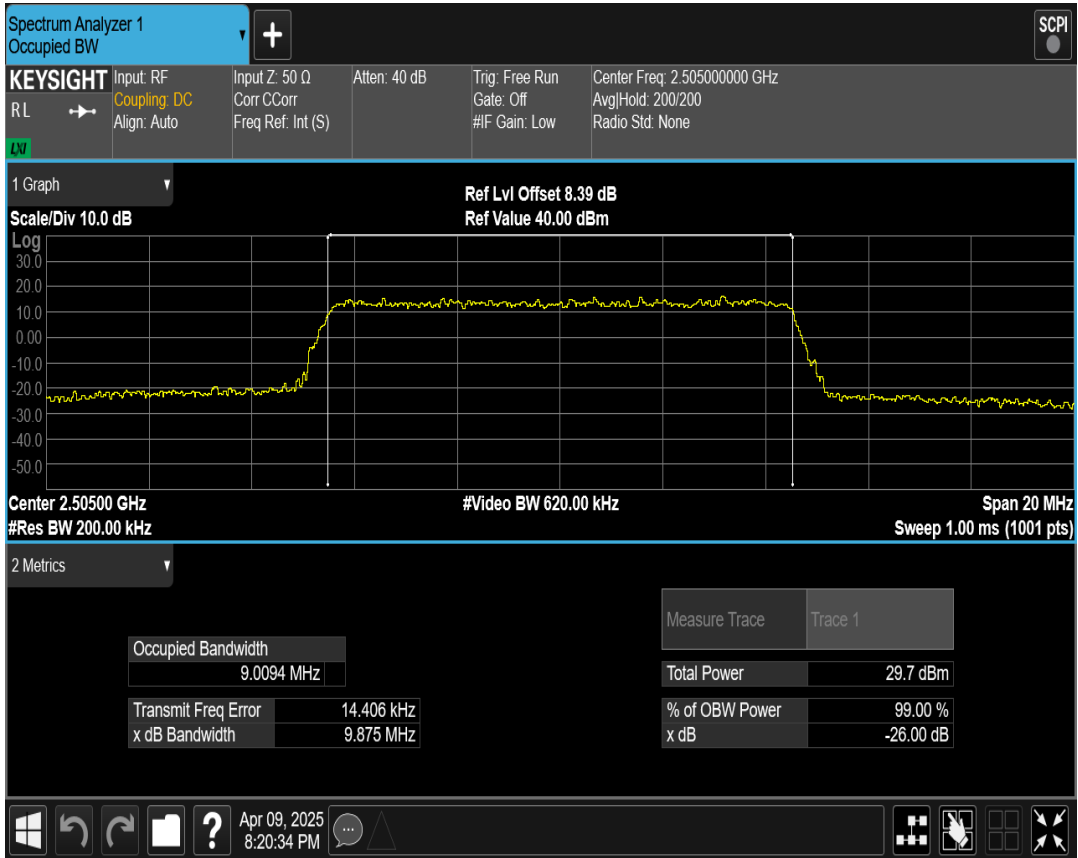 Spectrum Analyzer 1
Occupied BW
+
SCPI
KEYSIGHT
R L
LXI
Input: RF
Coupling: DC
Align: Auto
Input Z: 50 Ω
Corr CCorr
Freq Ref: Int (S)
Atten: 40 dB
Trig: Free Run
Gate: Off
#IF Gain: Low
Center Freq: 2.505000000 GHz
Avg|Hold: 200/200
Radio Std: None
1 Graph
Scale/Div 10.0 dB
Ref Lvl Offset 8.39 dB
Ref Value 40.00 dBm
Log
30.0
20.0
10.0
0.00
-10.0
-20.0
-30.0
-40.0
-50.0
Center 2.50500 GHz
#Res BW 200.00 kHz
#Video BW 620.00 kHz
Span 20 MHz
Sweep 1.00 ms (1001 pts)
2 Metrics
Occupied Bandwidth
9.0094 MHz
Transmit Freq Error 14.406 kHz
x dB Bandwidth 9.875 MHz
Measure Trace Trace 1
Total Power 29.7 dBm
% of OBW Power 99.00 %
x dB -26.00 dB
?
Apr 09, 2025
8:20:34 PM